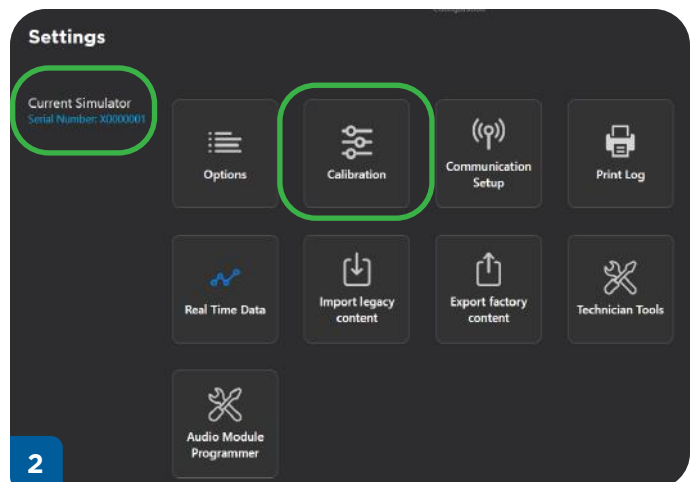 Settings
Current Simulator
Serial Number: X0000001
Options
Calibration
Communication
Setup
Print Log
Real Time Data
Import legacy
content
Export factory
content
Technician Tools
Audio Module
Programmer
2